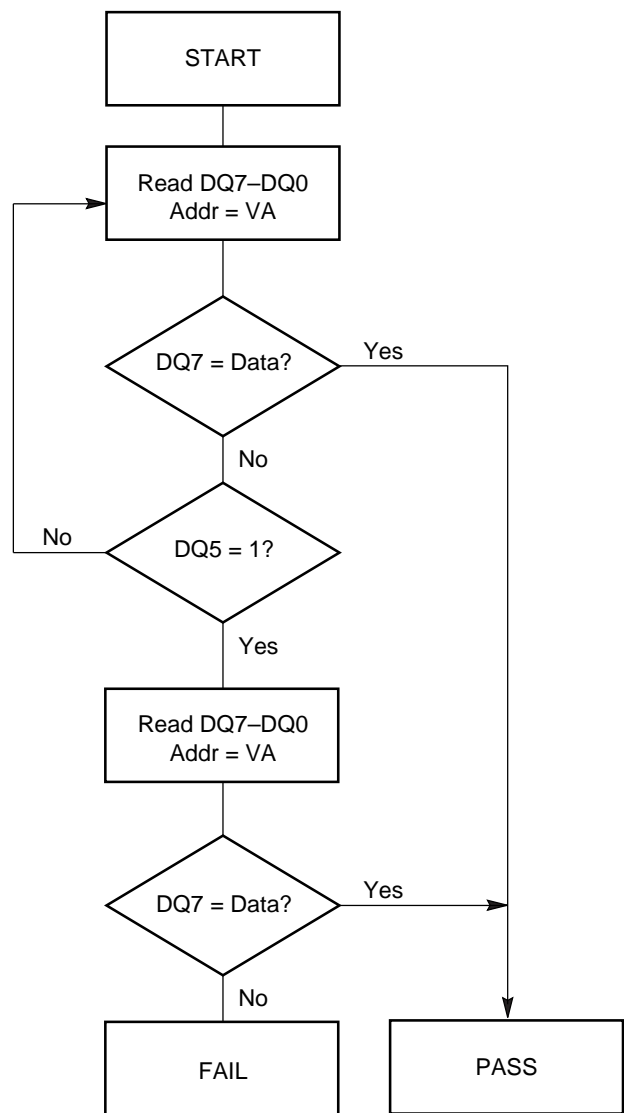 START
Read DQ7–DQ0
Addr = VA
DQ7 = Data?
Yes
No
No
DQ5 = 1?
Yes
Read DQ7–DQ0
Addr = VA
DQ7 = Data?
Yes
No
FAIL
PASS